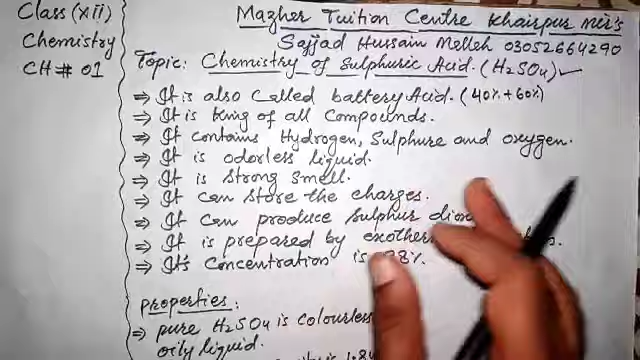 Class (XII)
Chemistry
CH# 01
Mazher Tuition Centre Khairpur mir's
Sajjad Hussain Melleh 03052664290
Topic: Chemistry of Sulphuric Acid. (H2SO4)
⇒ It is also called battery Acid. (40% + 60%)
⇒ It is king of all compounds.
⇒ It contains Hydrogen, Sulphure and oxygen.
⇒ It is odorless liquid.
⇒ It is strong smell.
⇒ It can store the charges.
⇒ It can produce sulphur
⇒ It is prepared by
⇒ It's concentration is 98%.
Properties:
⇒ pure H2SO4 is colourless
oily liquid.